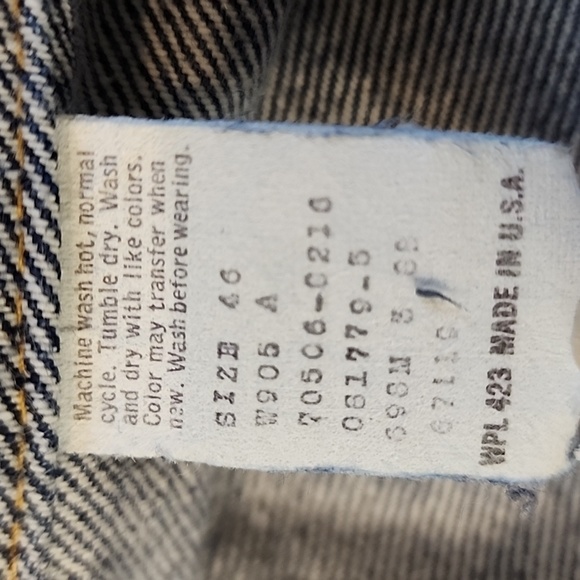 Machine wash hot, normal
cycle. Tumble dry. Wash
and dry with like colors.
Color may transfer when
new. Wash before wearing.
SIZE 46
W905 A
70506-0216
081779-5
WPL 423 MADE IN U.S.A.